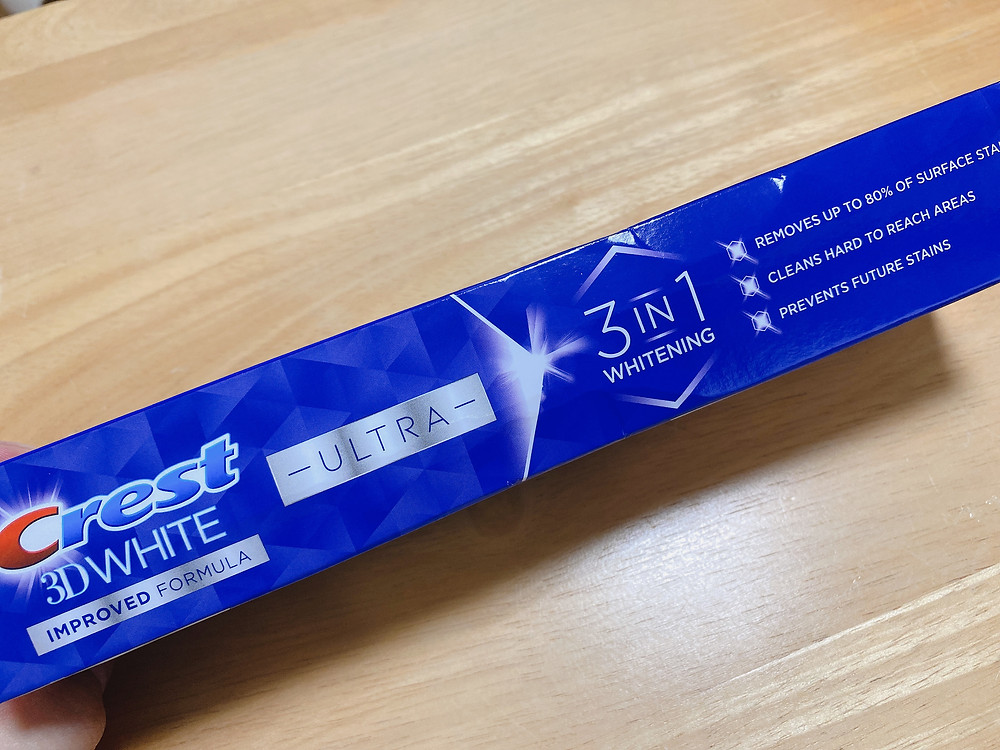 Crest
3D WHITE
IMPROVED FORMULA
—ULTRA—
3 IN 1
WHITENING
REMOVES UP TO 80% OF SURFACE
CLEANS HARD TO REACH AREAS
PREVENTS FUTURE STAINS